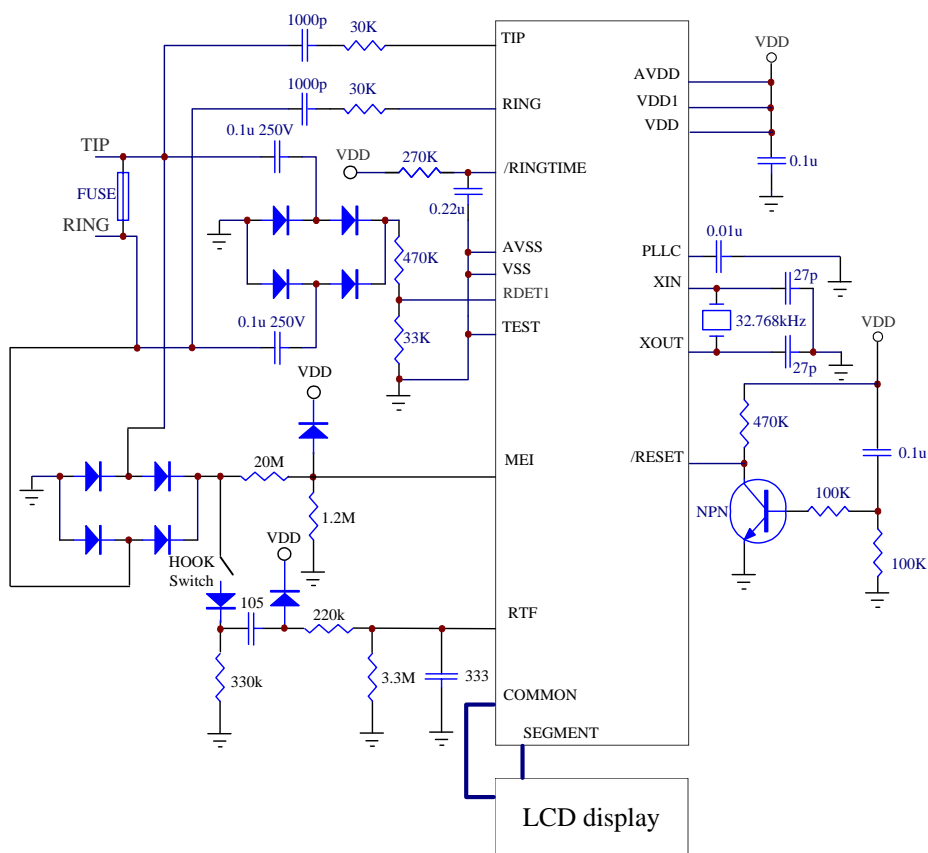 1000p
30K
TIP
VDD
AVDD
1000p
30K
RING
VDD1
0.1u 250V
VDD
TIP
VDD
270K
/RINGTIME
0.1u
FUSE
0.22u
RING
0.01u
AVSS
PLLC
470K
VSS
27p
XIN
RDET1
0.1u 250V
33K
TEST
32.768kHz
VDD
XOUT
27p
VDD
470K
20M
MEI
/RESET
0.1u
100K
NPN
1.2M
HOOK
Switch
VDD
100K
105
220k
RTF
330k
3.3M
333
COMMON
SEGMENT
LCD display